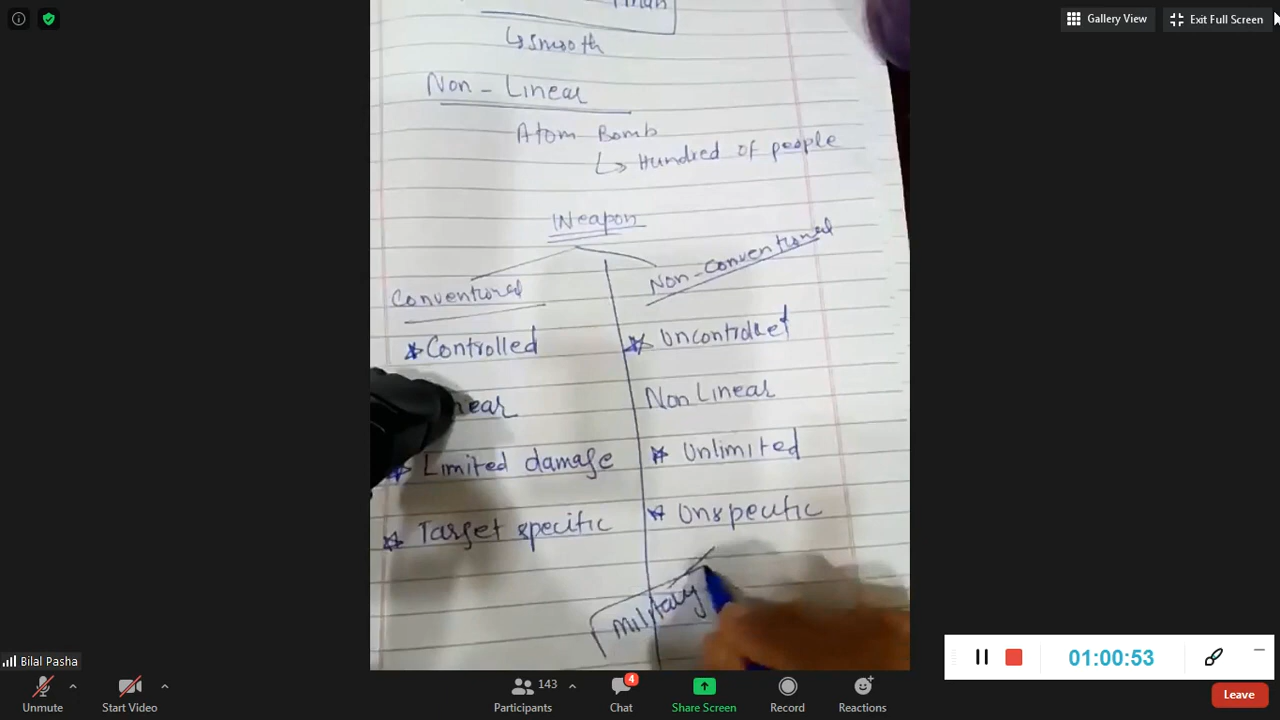 Gallery View
Exit Full Screen
Man
↳ Smooth
Non - Linear
Atom Bomb
↳ Hundred of people
Weapon
Conventional
Non-Conventional
* Controlled
* Uncontrolled
near
Non Linear
* Limited damage
* Unlimited
* Target specific
* Unspecific
Military
Bilal Pasha
01:00:53
Unmute
Start Video
143
Participants
4
Chat
Share Screen
Record
Reactions
Leave